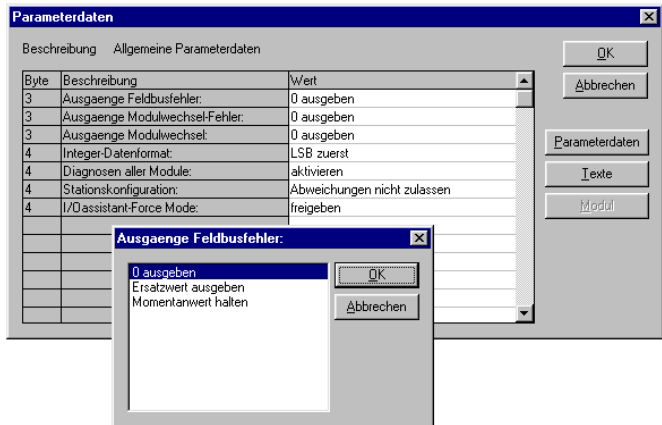 Parameterdaten
Beschreibung Allgemeine Parameterdaten
OK
Abbrechen
Byte Beschreibung Wert
3 Ausgaenge Feldbusfehler: 0 ausgeben
3 Ausgaenge Modulwechsel-Fehler: 0 ausgeben
3 Ausgaenge Modulwechsel: 0 ausgeben
4 Integer-Datenformat: LSB zuerst
4 Diagnosen aller Module: aktivieren
4 Stationskonfiguration: Abweichungen nicht zulassen
4 I/Oassistant-Force Mode: freigeben
Parameterdaten
Texte
Modul
Ausgaenge Feldbusfehler:
0 ausgeben
Ersatzwert ausgeben
Momentanwert halten
OK
Abbrechen